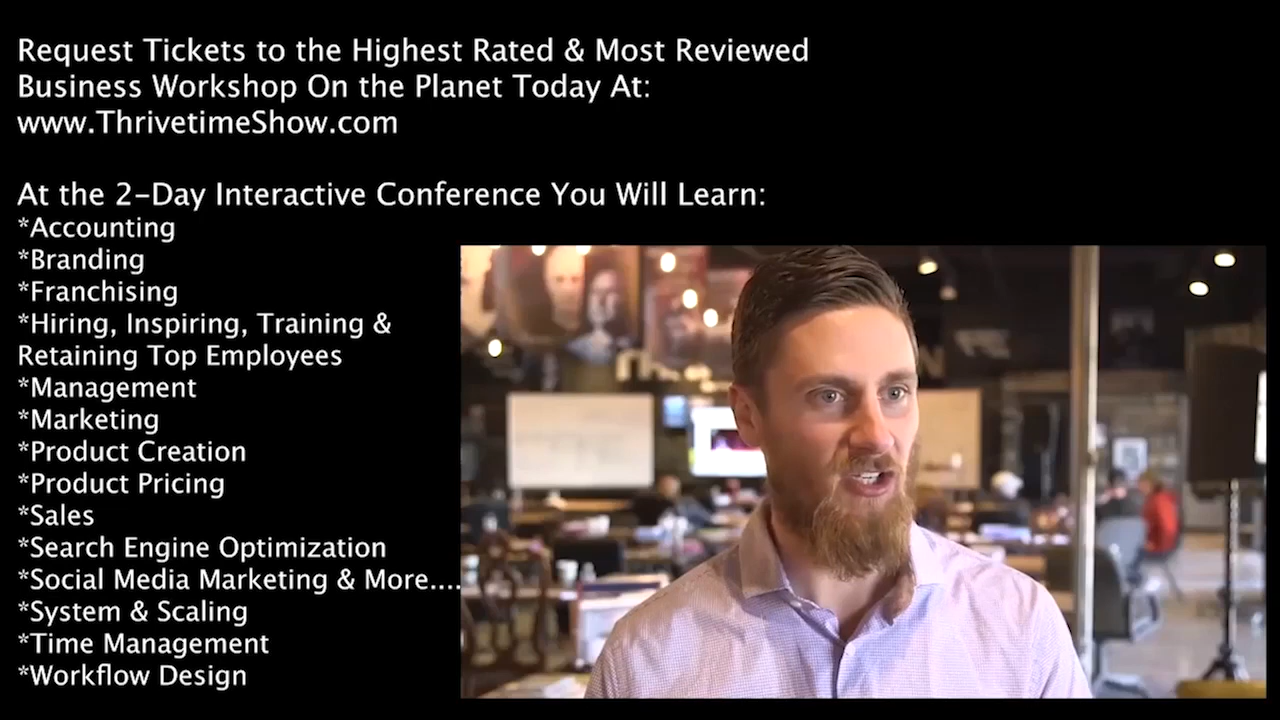 Request Tickets to the Highest Rated & Most Reviewed
Business Workshop On the Planet Today At:
www.ThrivetimeShow.com
At the 2-Day Interactive Conference You Will Learn:
*Accounting
*Branding
*Franchising
*Hiring, Inspiring, Training &
Retaining Top Employees
*Management
*Marketing
*Product Creation
*Product Pricing
*Sales
*Search Engine Optimization
*Social Media Marketing & More....
*System & Scaling
*Time Management
*Workflow Design